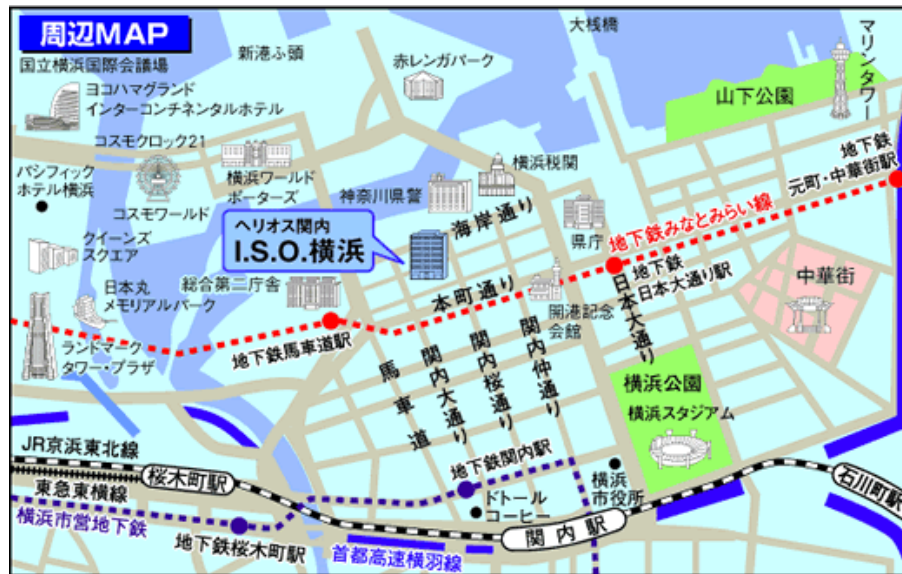 周辺MAP
国立横浜国際会議場
ヨコハマグランド
インターコンチネンタルホテル
新港ふ頭
赤レンガパーク
大桟橋
マリンタワー
山下公園
コスモクロック21
パシフィック
ホテル横浜
コスモワールド
横浜ワールド
ポーターズ
神奈川県警
横浜税関
海岸通り
県庁
地下鉄みなとみらい線
地下鉄
元町・中華街駅
クイーンズ
スクエア
ヘリオス関内
I.S.O.横浜
地下鉄
日本大通り駅
中華街
日本丸
メモリアルパーク
総合第二庁舎
本町通り
開港記念
会館
日本大通り
ランドマーク
タワー・プラザ
地下鉄馬車道駅
馬車道
関内大通り
関内桜通り
関内仲通り
横浜公園
横浜スタジアム
JR京浜東北線
桜木町駅
東急東横線
横浜市営地下鉄
地下鉄桜木町駅
地下鉄関内駅
ドトール
コーヒー
横浜
市役所
関内駅
石川町駅
首都高速横羽線